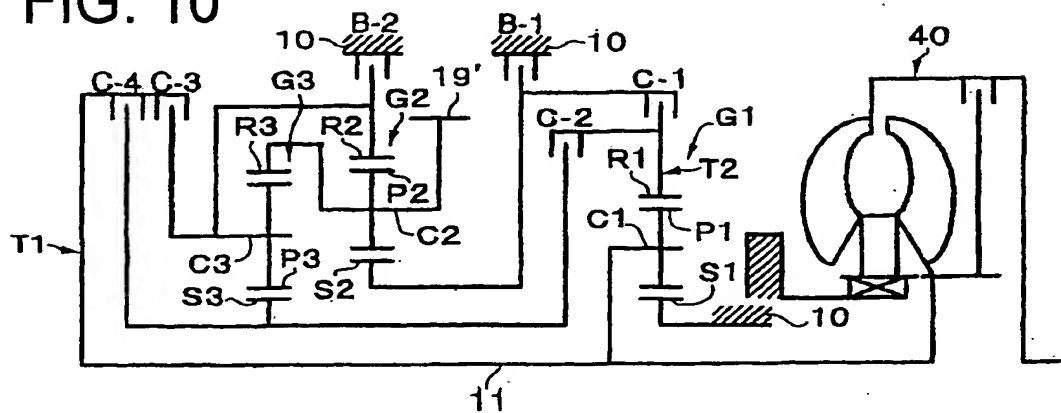 FIG. 10
B-2
B-1
10
10
40
C-4
C-3
G3
G2
19'
C-1
C-2
G1
R3
R2
R1
T2
P2
C1
P1
T1
C3
P3
C2
S3
S2
S1
10
11